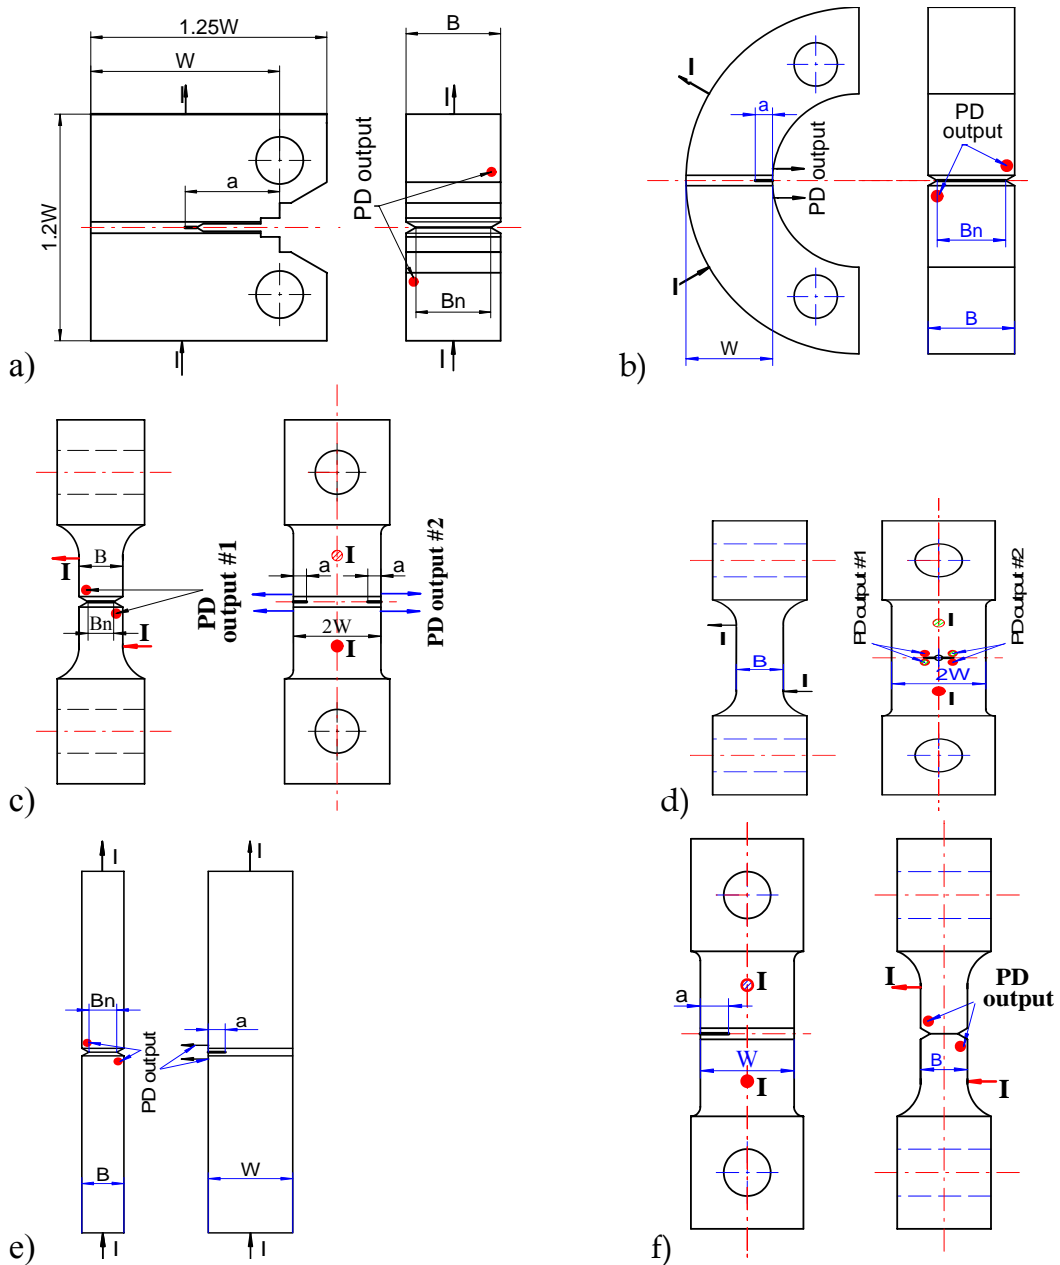 1.25W
W
I
a
1.2W
I
a)
B
I
PD output
Bn
I
I
a
PD output
I
W
b)
PD
output
Bn
B
B
I
Bn
I
c)
PD
output #1
I
a
a
2W
I
PD output #2
I
B
I
d)
PD output #1
I
PD output #2
2W
I
I
Bn
PD output
B
I
e)
I
a
W
I
a
I
W
I
f)
I
PD
output
B
I